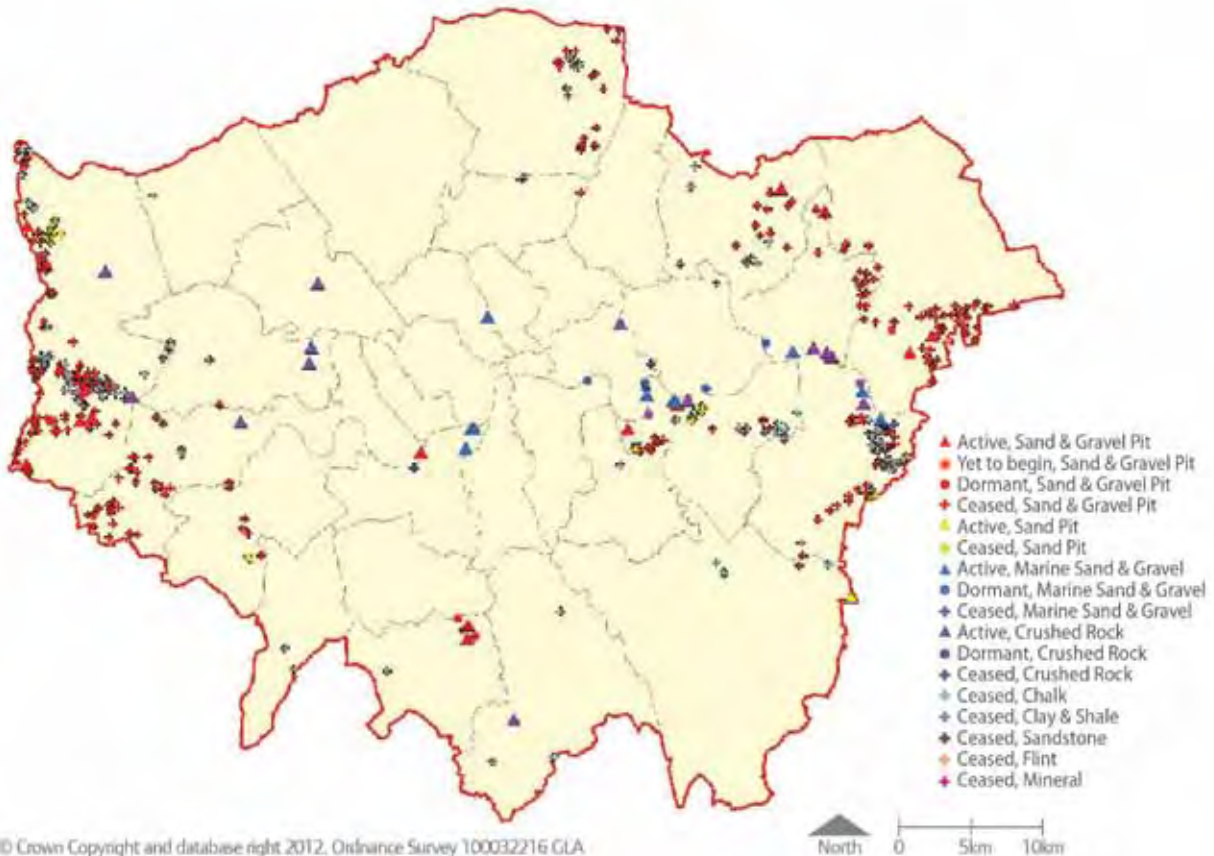 Active, Sand & Gravel Pit
Yet to begin, Sand & Gravel Pit
Dormant, Sand & Gravel Pit
Ceased, Sand & Gravel Pit
Active, Sand Pit
Ceased, Sand Pit
Active, Marine Sand & Gravel
Dormant, Marine Sand & Gravel
Ceased, Marine Sand & Gravel
Active, Crushed Rock
Dormant, Crushed Rock
Ceased, Crushed Rock
Ceased, Chalk
Ceased, Clay & Shale
Ceased, Sandstone
Ceased, Flint
Ceased, Mineral
© Crown Copyright and database right 2012, Ordnance Survey 100032216 GLA
North 0 5km 10km